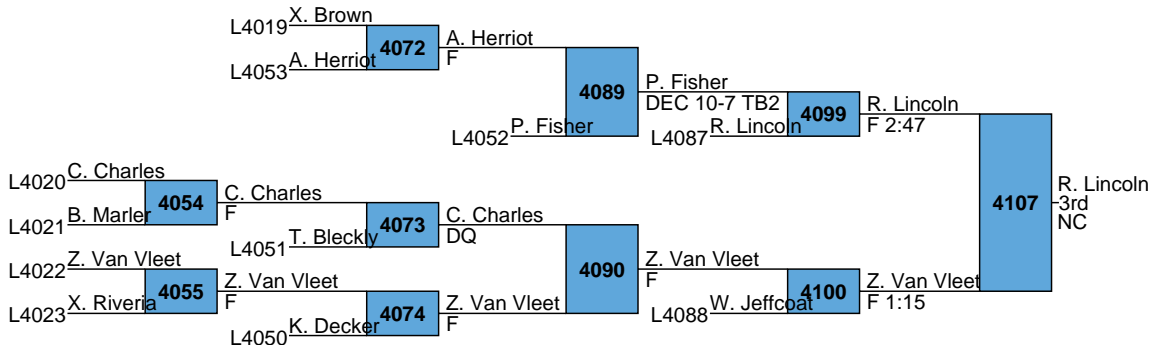 X. Brown
L4019
4072
A. Herriot
F
A. Herriot
L4053
4089
P. Fisher
DEC 10-7 TB2
P. Fisher
L4052
4099
R. Lincoln
F 2:47
R. Lincoln
L4087
C. Charles
L4020
4054
C. Charles
F
B. Marler
L4021
4073
C. Charles
DQ
T. Bleckly
L4051
4107
R. Lincoln
3rd
NC
Z. Van Vleet
L4022
4055
Z. Van Vleet
F
X. Riveria
L4023
4074
Z. Van Vleet
F
K. Decker
L4050
4090
Z. Van Vleet
F
4100
Z. Van Vleet
F 1:15
W. Jeffcoat
L4088